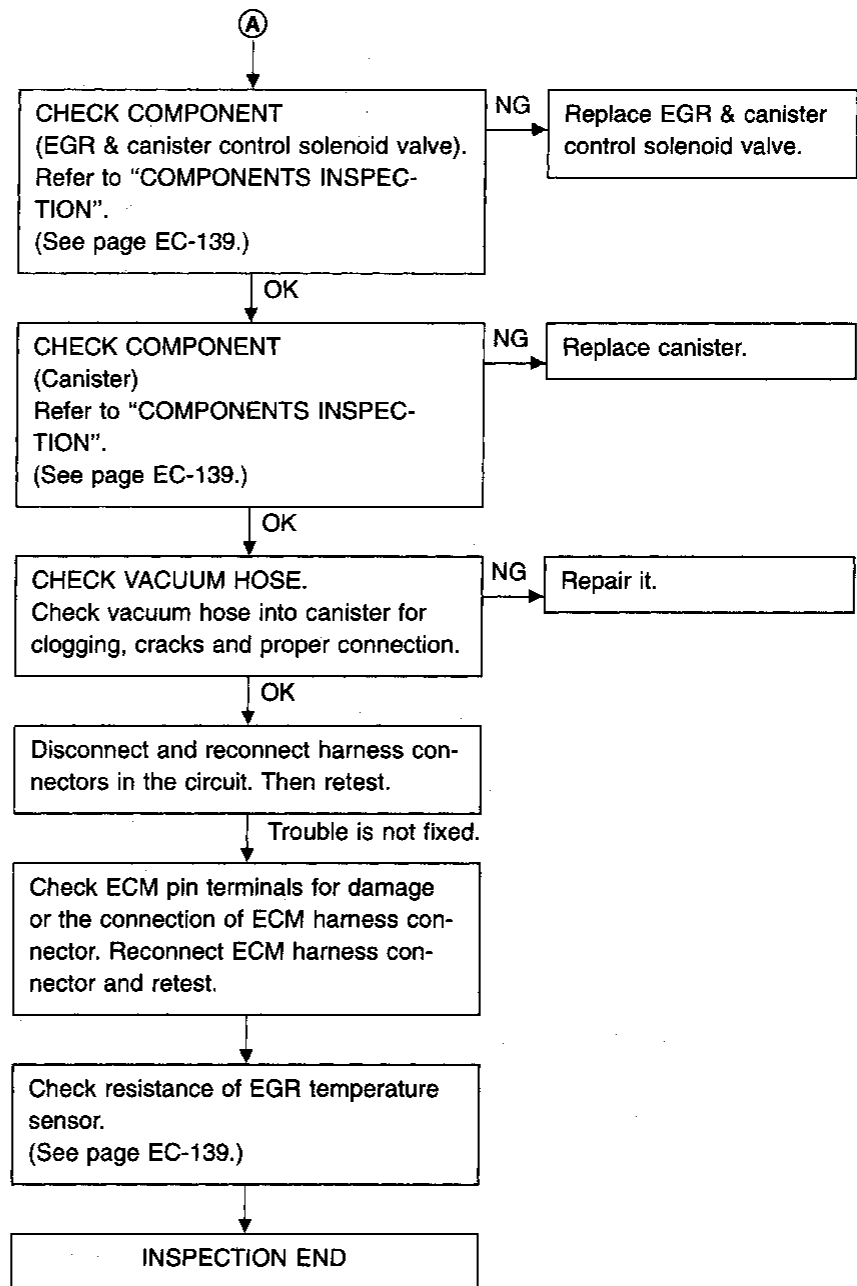 A
CHECK COMPONENT
(EGR & canister control solenoid valve).
Refer to “COMPONENTS INSPEC-
TION”.
(See page EC-139.)
NG
Replace EGR & canister
control solenoid valve.
OK
CHECK COMPONENT
(Canister)
Refer to “COMPONENTS INSPEC-
TION”.
(See page EC-139.)
NG
Replace canister.
OK
CHECK VACUUM HOSE.
Check vacuum hose into canister for
clogging, cracks and proper connection.
NG
Repair it.
OK
Disconnect and reconnect harness con-
nectors in the circuit. Then retest.
Trouble is not fixed.
Check ECM pin terminals for damage
or the connection of ECM harness con-
nector. Reconnect ECM harness con-
nector and retest.
Check resistance of EGR temperature
sensor.
(See page EC-139.)
INSPECTION END